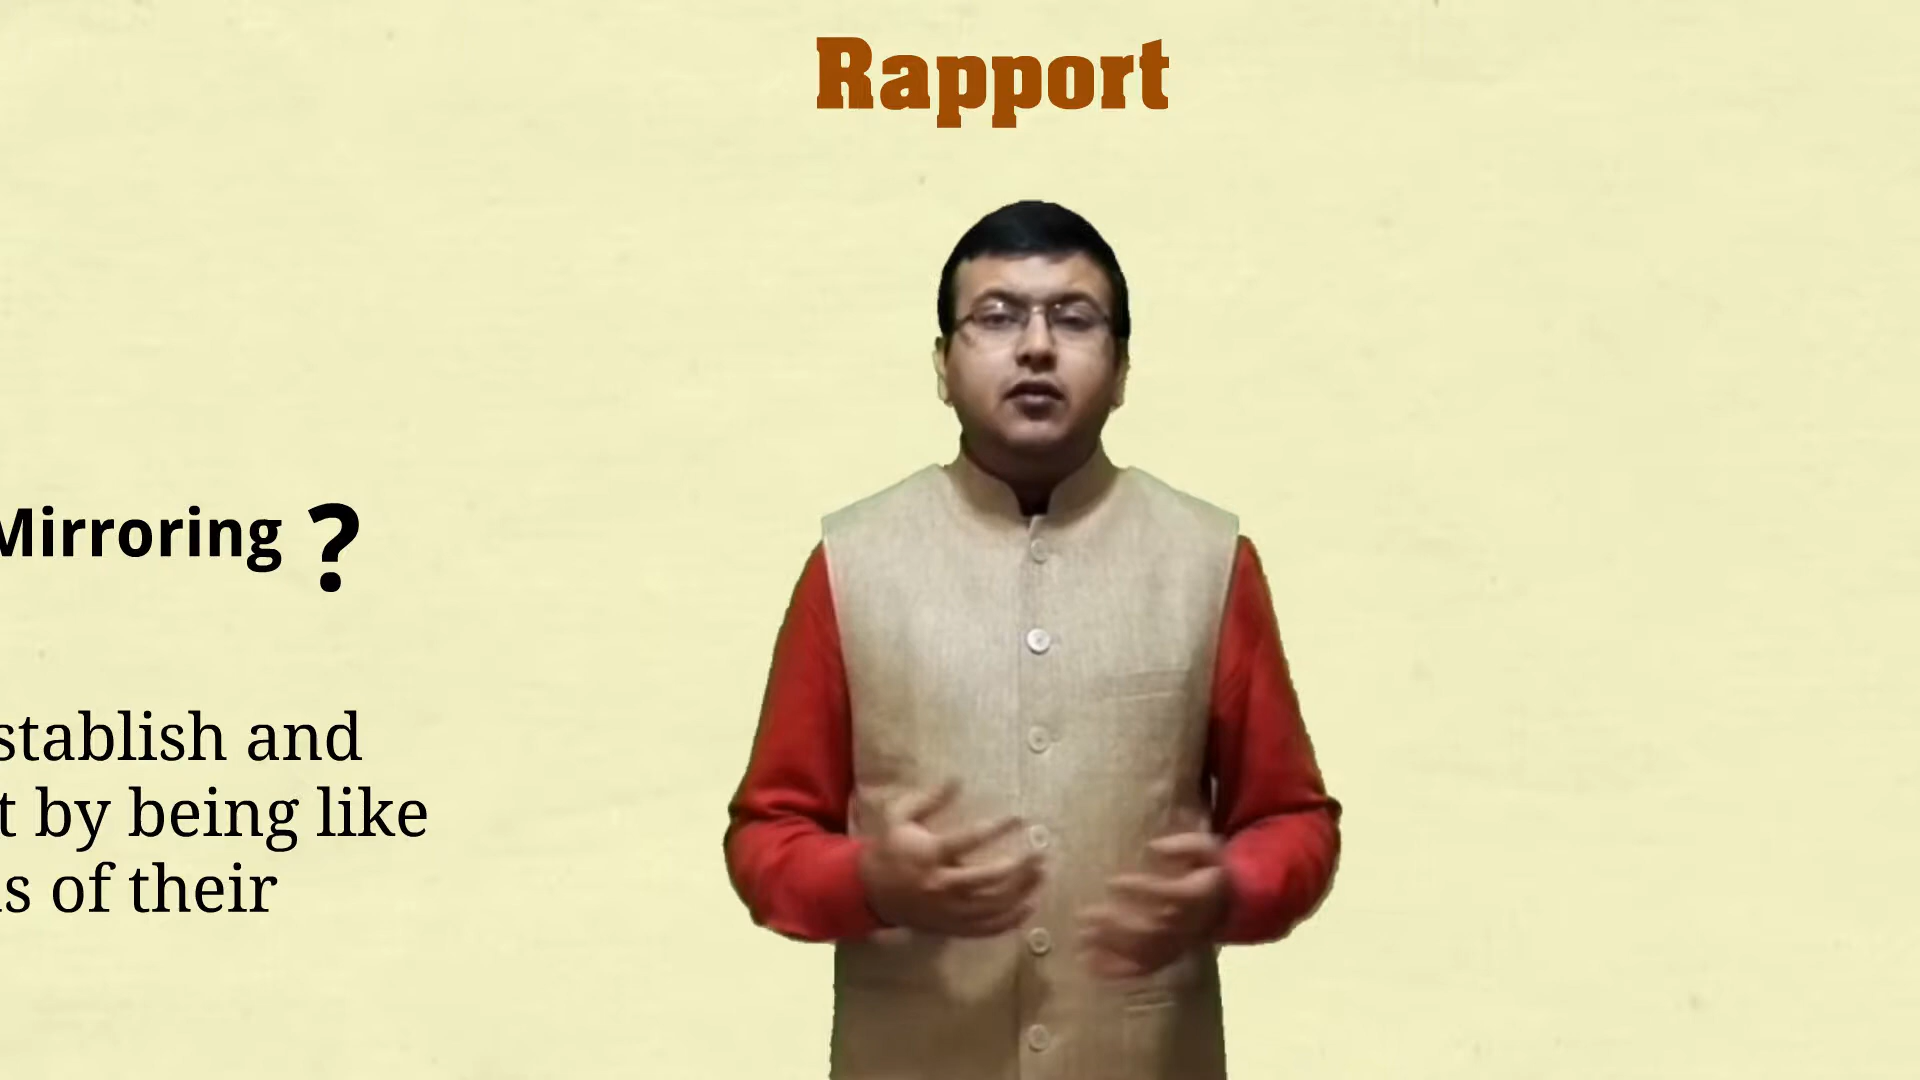 Rapport
Mirroring ?
stablish and
t by being like
s of their